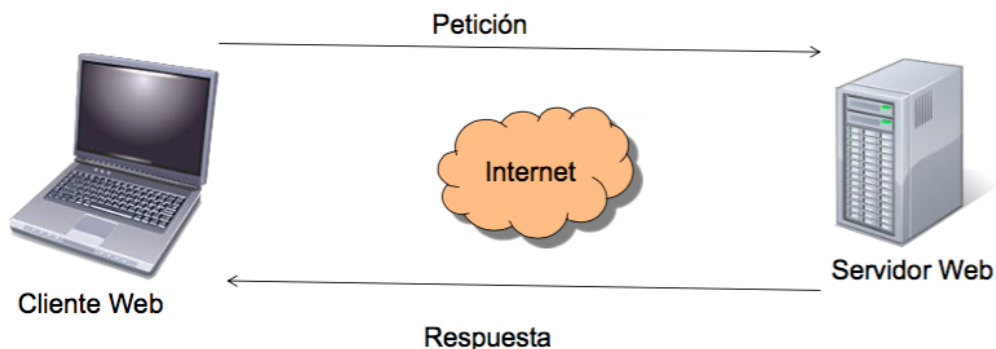 Petición
Internet
Servidor Web
Cliente Web
Respuesta